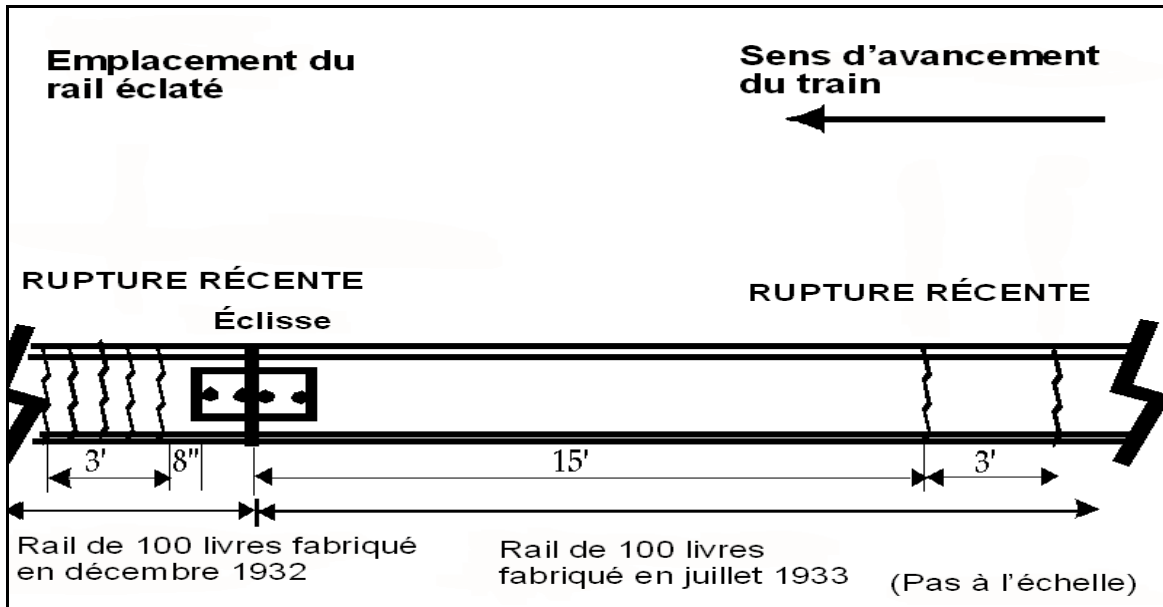 Emplacement du
rail éclaté
Sens d'avancement
du train
RUPTURE RÉCENTE
Éclisse
RUPTURE RÉCENTE
3'
8"
15'
3'
Rail de 100 livres fabriqué
en décembre 1932
Rail de 100 livres
fabriqué en juillet 1933
(Pas à l'échelle)